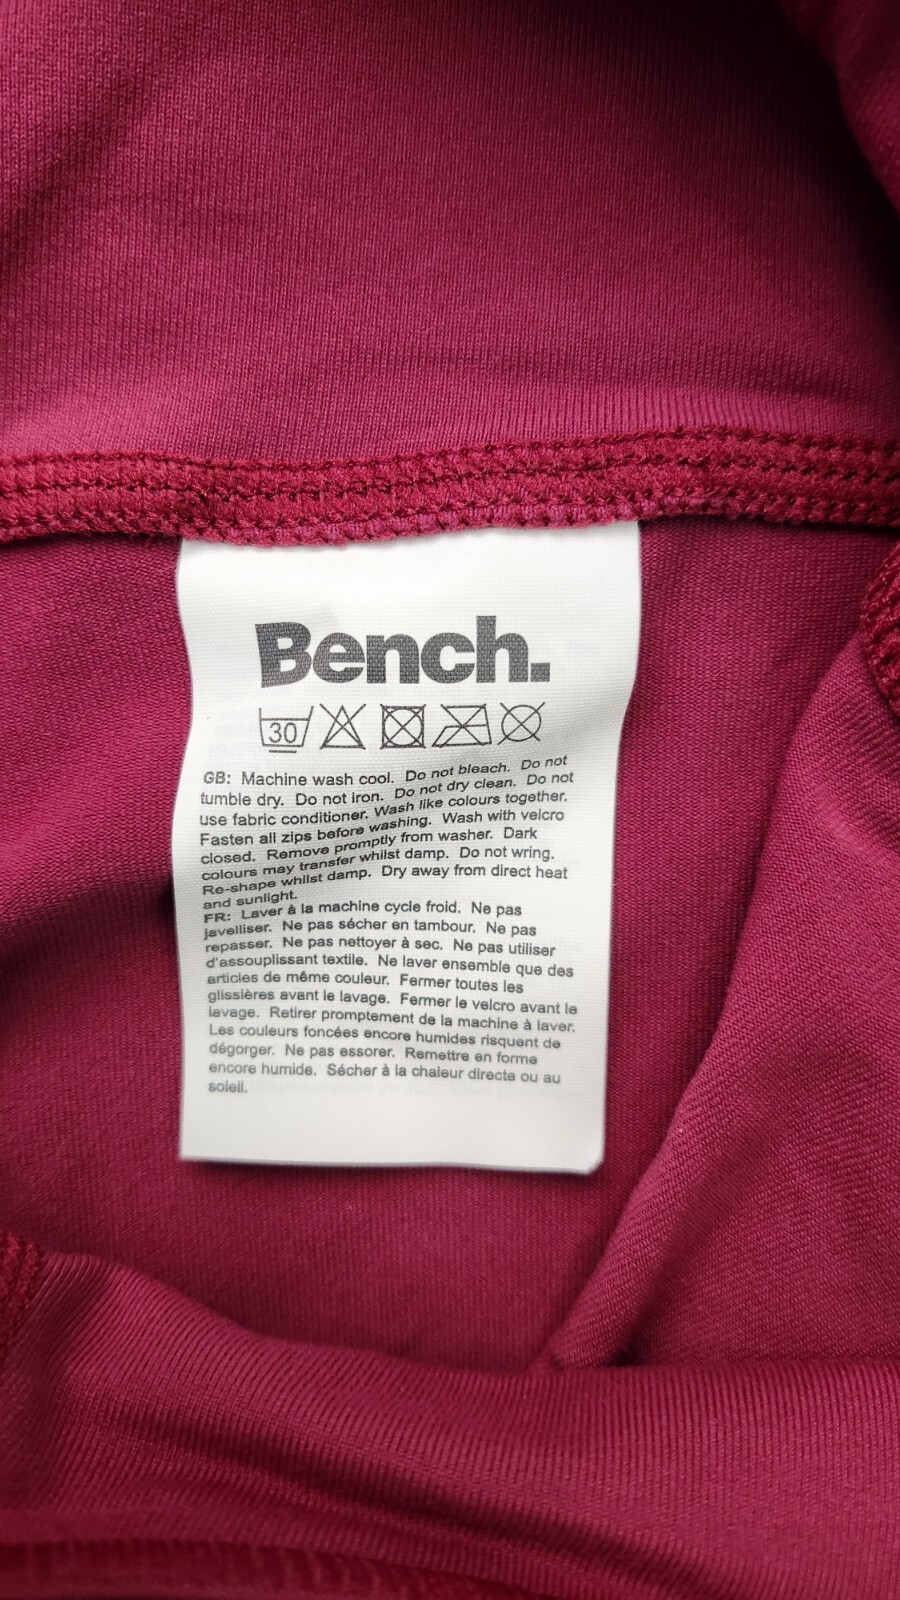 Bench.
30
GB: Machine wash cool. Do not bleach. Do not
tumble dry. Do not iron. Do not dry clean. Do not
use fabric conditioner. Wash like colours together.
Fasten all zips before washing. Wash with velcro
closed. Remove promptly from washer. Dark
colours may transfer whilst damp. Do not wring.
Re-shape whilst damp. Dry away from direct heat
and sunlight.
FR: Laver à la machine cycle froid. Ne pas
javelliser. Ne pas sécher en tambour. Ne pas
repasser. Ne pas nettoyer à sec. Ne pas utiliser
d'assouplissant textile. Ne laver ensemble que des
articles de même couleur. Fermer toutes les
glissières avant le lavage. Fermer le velcro avant le
lavage. Retirer promptement de la machine à laver.
Les couleurs foncées encore humides risquent de
dégorger. Ne pas essorer. Remettre en forme
encore humide. Sécher à la chaleur directe ou au
soleil.